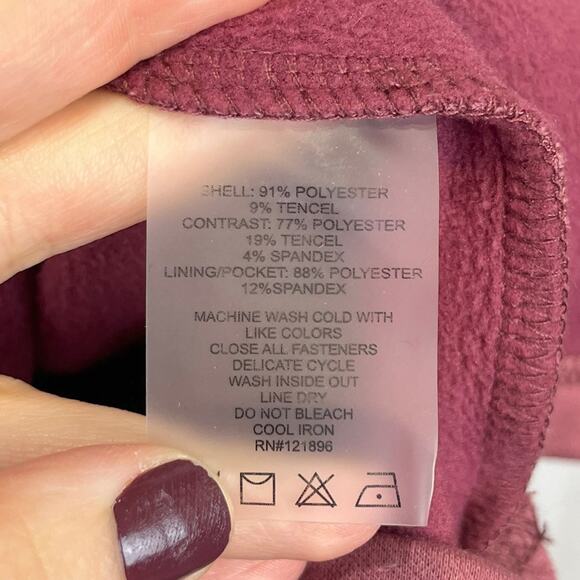 SHELL: 91% POLYESTER
9% TENCEL
CONTRAST: 77% POLYESTER
19% TENCEL
4% SPANDEX
LINING/POCKET: 88% POLYESTER
12%SPANDEX
MACHINE WASH COLD WITH
LIKE COLORS
CLOSE ALL FASTENERS
DELICATE CYCLE
WASH INSIDE OUT
LINE DRY
DO NOT BLEACH
COOL IRON
RN#121896